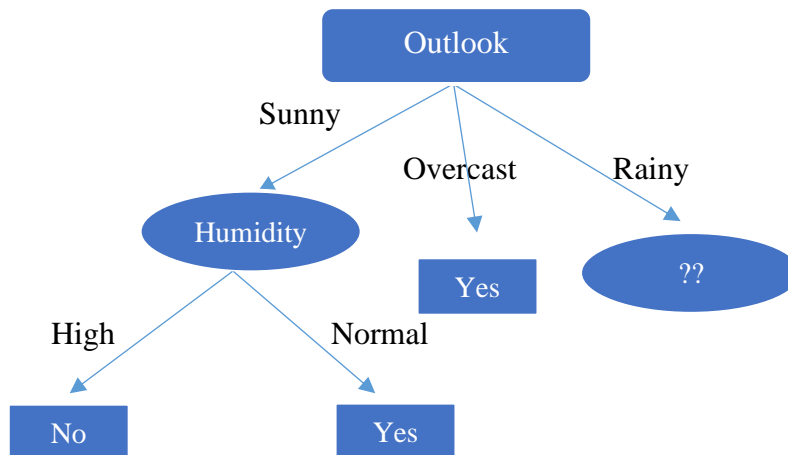 Outlook
Sunny
Overcast
Rainy
Humidity
Yes
??
High
Normal
No
Yes